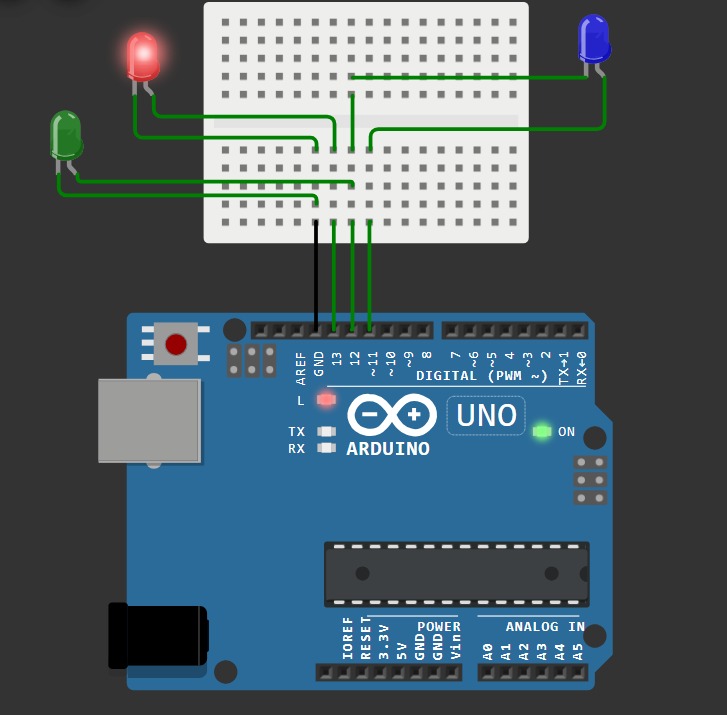 AREF
GND
13
12
~11
~10
~9
8
7
~6
~5
4
~3
2
TX→1
RX←0
DIGITAL (PWM ~)
L
TX
RX
UNO
ON
ARDUINO
IOREF
RESET
3.3V
5V
GND
GND
Vin
POWER
ANALOG IN
A0
A1
A2
A3
A4
A5